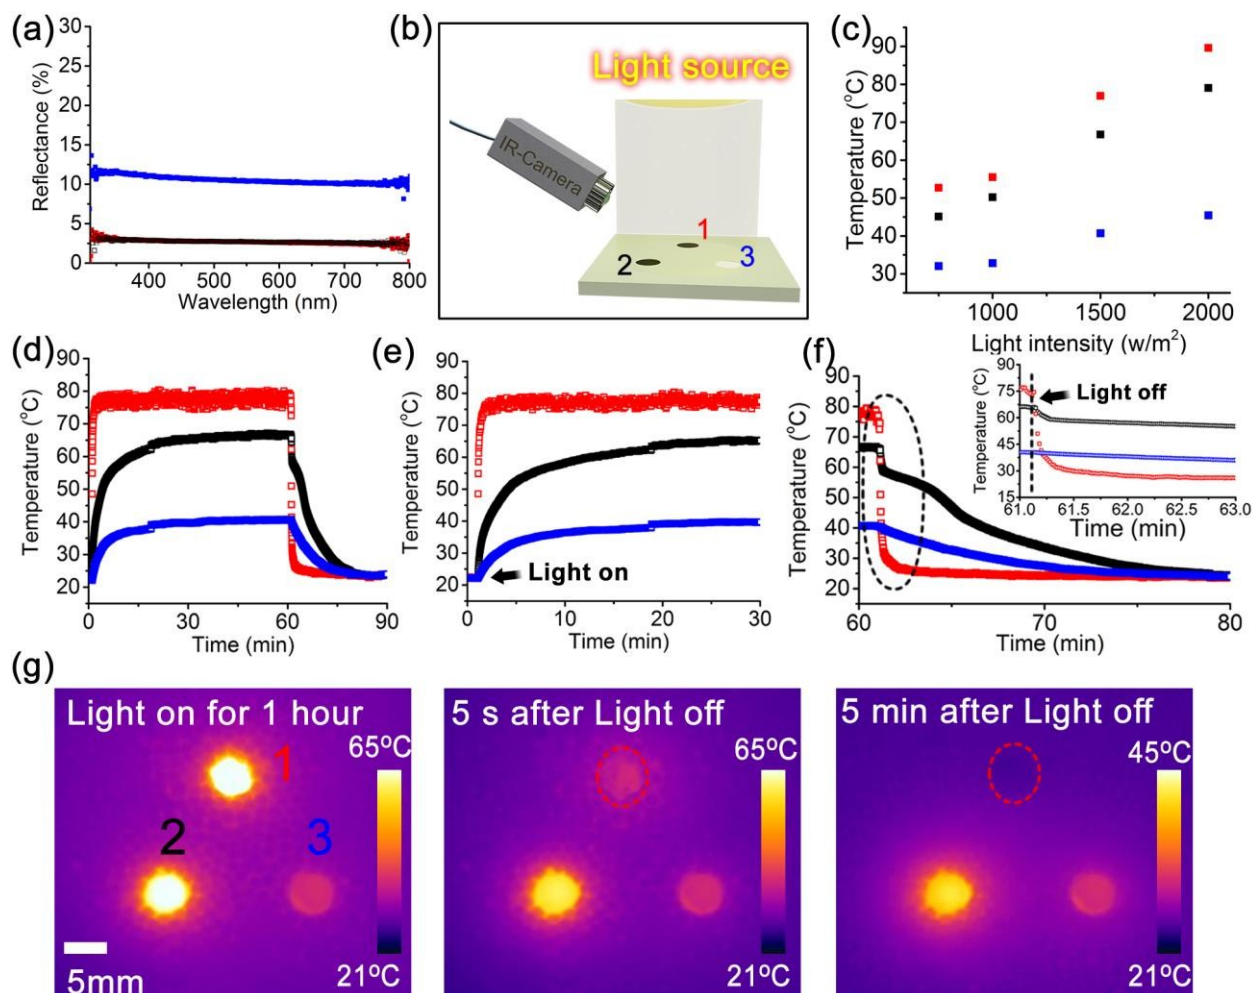 (a)
30
25
20
15
10
5
0
Reflectance (%)
400 500 600 700 800
Wavelength (nm)
(b)
Light source
IR-Camera
1
2
3
(c)
90
80
70
60
50
40
30
Temperature (°C)
1000 1500 2000
Light intensity (w/m²)
(d)
90
80
70
60
50
40
30
20
Temperature (°C)
0 30 60 90
Time (min)
(e)
90
80
70
60
50
40
30
20
Temperature (°C)
Light on
0 10 20 30
Time (min)
(f)
90
80
70
60
50
40
30
20
Temperature (°C)
60 70 80
Time (min)
90
75
60
45
30
15
Temperature (°C)
Light off
61.0 61.5 62.0 62.5 63.0
Time (min)
(g)
Light on for 1 hour
65ºC
1
2
3
5mm
21ºC
5 s after Light off
65ºC
21ºC
5 min after Light off
45ºC
21ºC